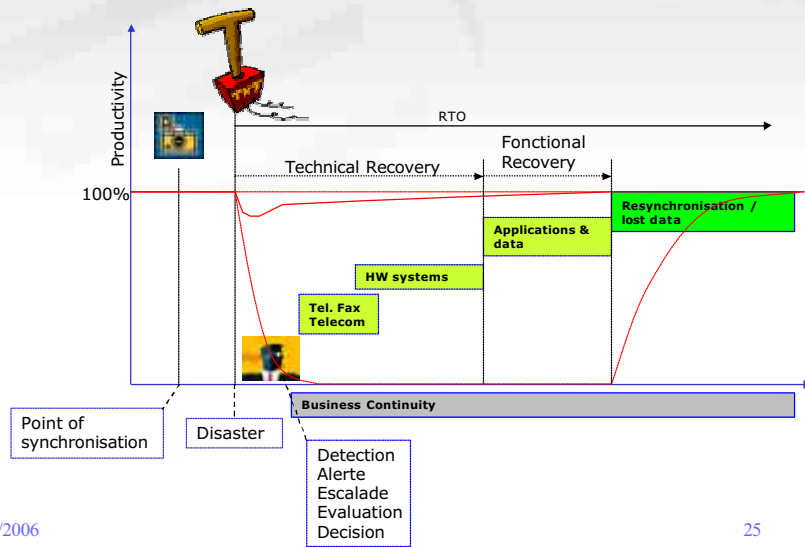 TNT
Productivity
RTO
Technical Recovery
Fonctional
Recovery
100%
Resynchronisation /
lost data
Applications &
data
HW systems
Tel. Fax
Telecom
Business Continuity
Point of
synchronisation
Disaster
Detection
Alerte
Escalade
Evaluation
Decision
/2006
25